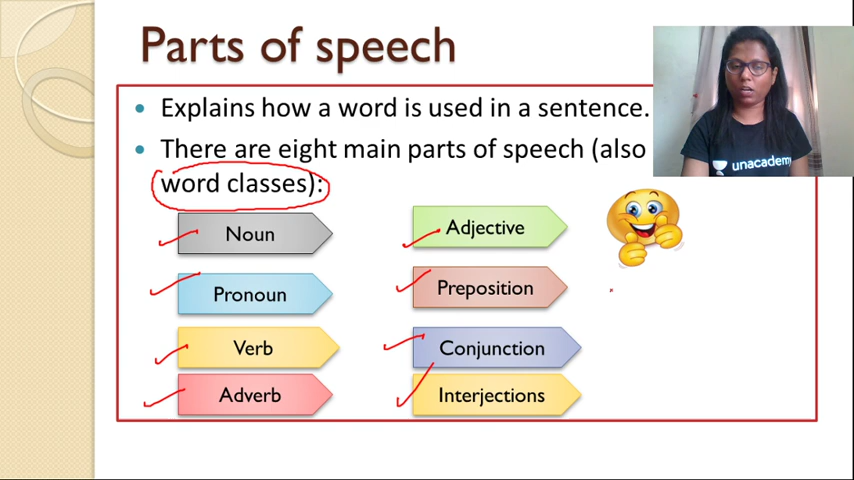 Parts of speech
Explains how a word is used in a sentence.
There are eight main parts of speech (also
word classes):
Noun
Adjective
Pronoun
Preposition
Verb
Conjunction
Adverb
Interjections
unacademy